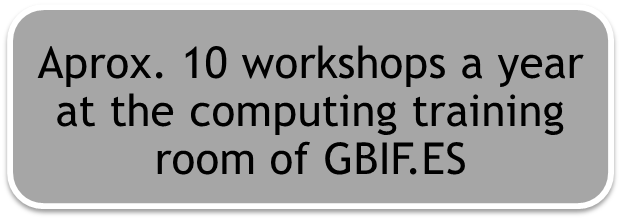 Aprox. 10 workshops a year
at the computing training
room of GBIF.ES